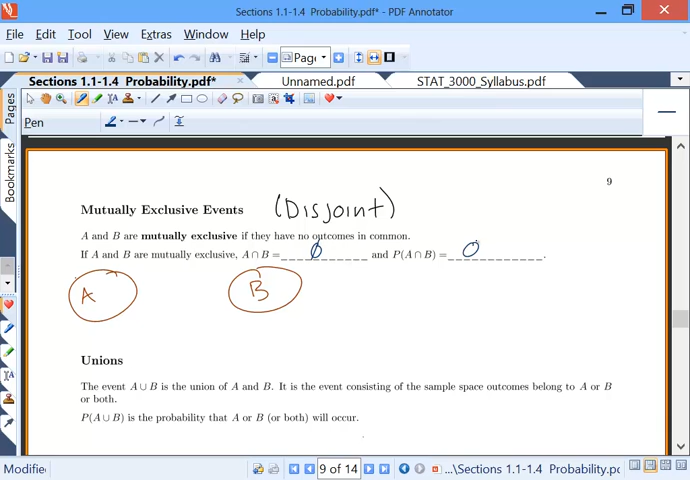 Sections 1.1-1.4 Probability.pdf* - PDF Annotator
File Edit Tool View Extras Window Help
Page
Sections 1.1-1.4 Probability.pdf* Unnamed.pdf STAT_3000_Syllabus.pdf
Pages
Bookmarks
Pen
9
Mutually Exclusive Events (Disjoint)
A and B are mutually exclusive if they have no outcomes in common.
If A and B are mutually exclusive, A ∩ B = ∅ and P(A ∩ B) = 0.
A B
Unions
The event A ∪ B is the union of A and B. It is the event consisting of the sample space outcomes belong to A or B
or both.
P(A ∪ B) is the probability that A or B (or both) will occur.
Modifie 9 of 14 ...\Sections 1.1-1.4 Probability.pc